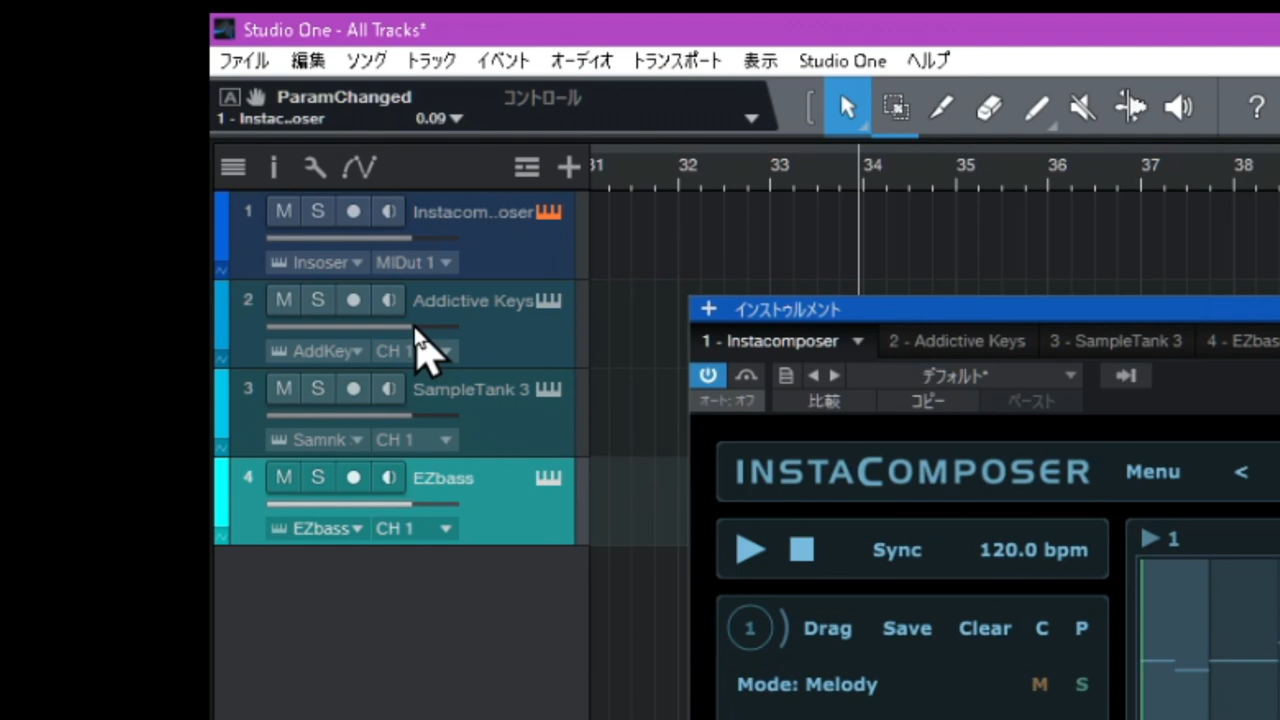 Studio One - All Tracks*
ファイル 編集 ソング トラック イベント オーディオ トランスポート 表示 Studio One ヘルプ
A ParamChanged コントロール
1 - Instac..oser 0.09
?
i
31 32 33 34 35 36 37 38
1 M S Instacom..oser
Insoser MIDut 1
2 M S Addictive Keys
AddKey CH 1
3 M S SampleTank 3
Samnk CH 1
4 M S EZbass
EZbass CH 1
インストゥルメント
1 - Instacomposer 2 - Addictive Keys 3 - SampleTank 3 4 - EZbas
デフォルト*
オート: オフ 比較 コピー ペースト
INSTACOMPOSER Menu <
Sync 120.0 bpm
1
1 Drag Save Clear C P
Mode: Melody M S